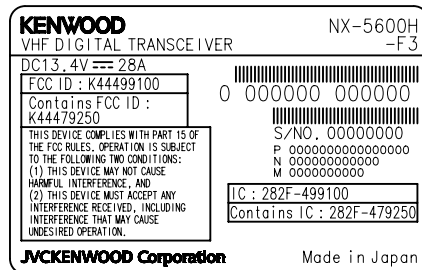 KENWOOD
NX-5600H
VHF DIGITAL TRANSCEIVER
-F3
DC13.4V ⎓ 28A
FCC ID : K44499100
Contains FCC ID :
K44479250
THIS DEVICE COMPLIES WITH PART 15 OF
THE FCC RULES. OPERATION IS SUBJECT
TO THE FOLLOWING TWO CONDITIONS:
(1) THIS DEVICE MAY NOT CAUSE
HARMFUL INTERFERENCE, AND
(2) THIS DEVICE MUST ACCEPT ANY
INTERFERENCE RECEIVED, INCLUDING
INTERFERENCE THAT MAY CAUSE
UNDESIRED OPERATION.
0 000000 000000
S/NO. 00000000
P 0000000000000000
N 0000000000000
M 00000000000
IC : 282F-499100
Contains IC : 282F-479250
JVCKENWOOD Corporation
Made in Japan